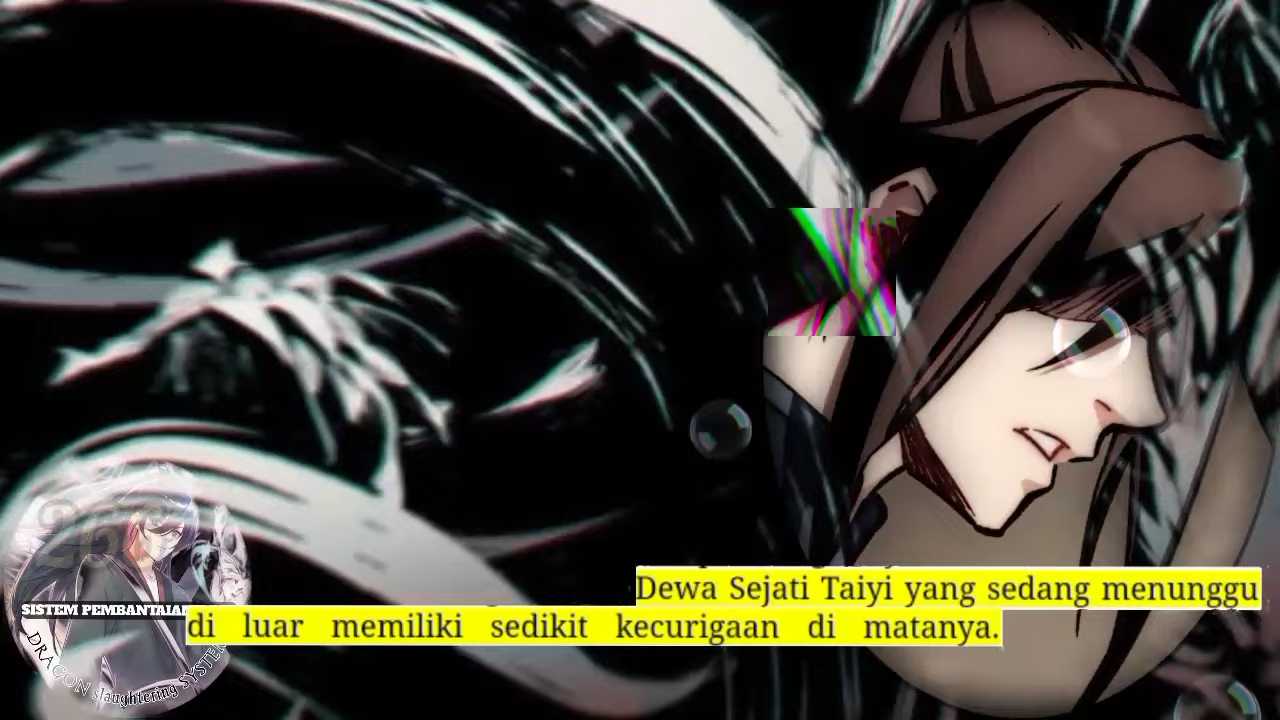 Dewa Sejati Taiyi yang sedang menunggu
di luar memiliki sedikit kecurigaan di matanya.
SISTEM PEMBANTAIAN
DRAGON slaughtering SYSTEM